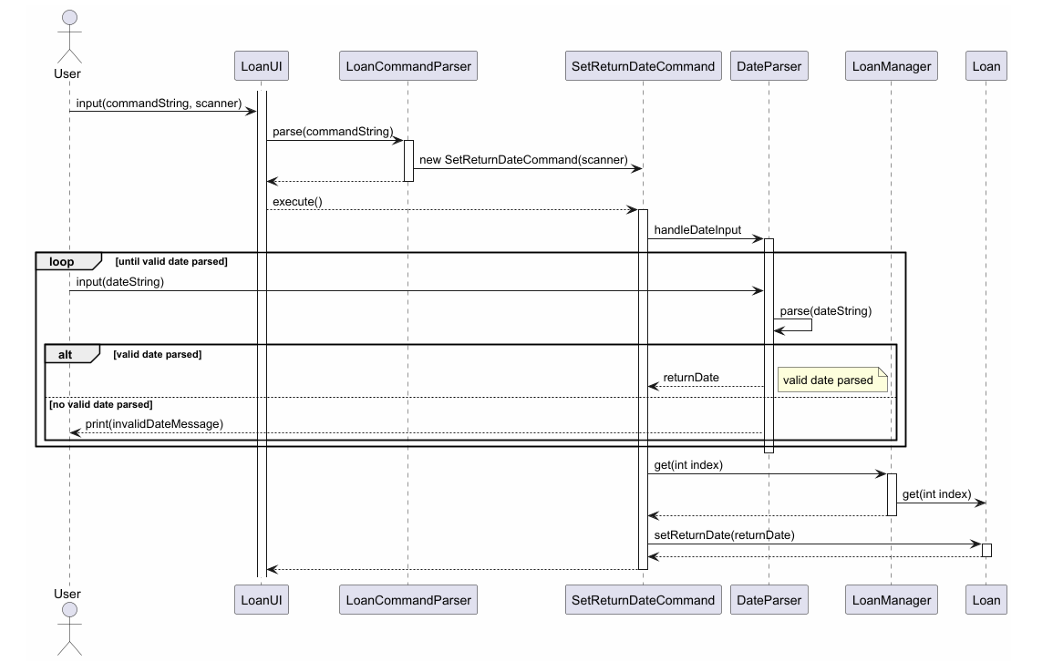 User
LoanUI
LoanCommandParser
SetReturnDateCommand
DateParser
LoanManager
Loan
input(commandString, scanner)
parse(commandString)
new SetReturnDateCommand(scanner)
execute()
handleDateInput
loop
[until valid date parsed]
input(dateString)
parse(dateString)
alt
[valid date parsed]
returnDate
valid date parsed
[no valid date parsed]
print(invalidDateMessage)
get(int index)
get(int index)
setReturnDate(returnDate)
User
LoanUI
LoanCommandParser
SetReturnDateCommand
DateParser
LoanManager
Loan